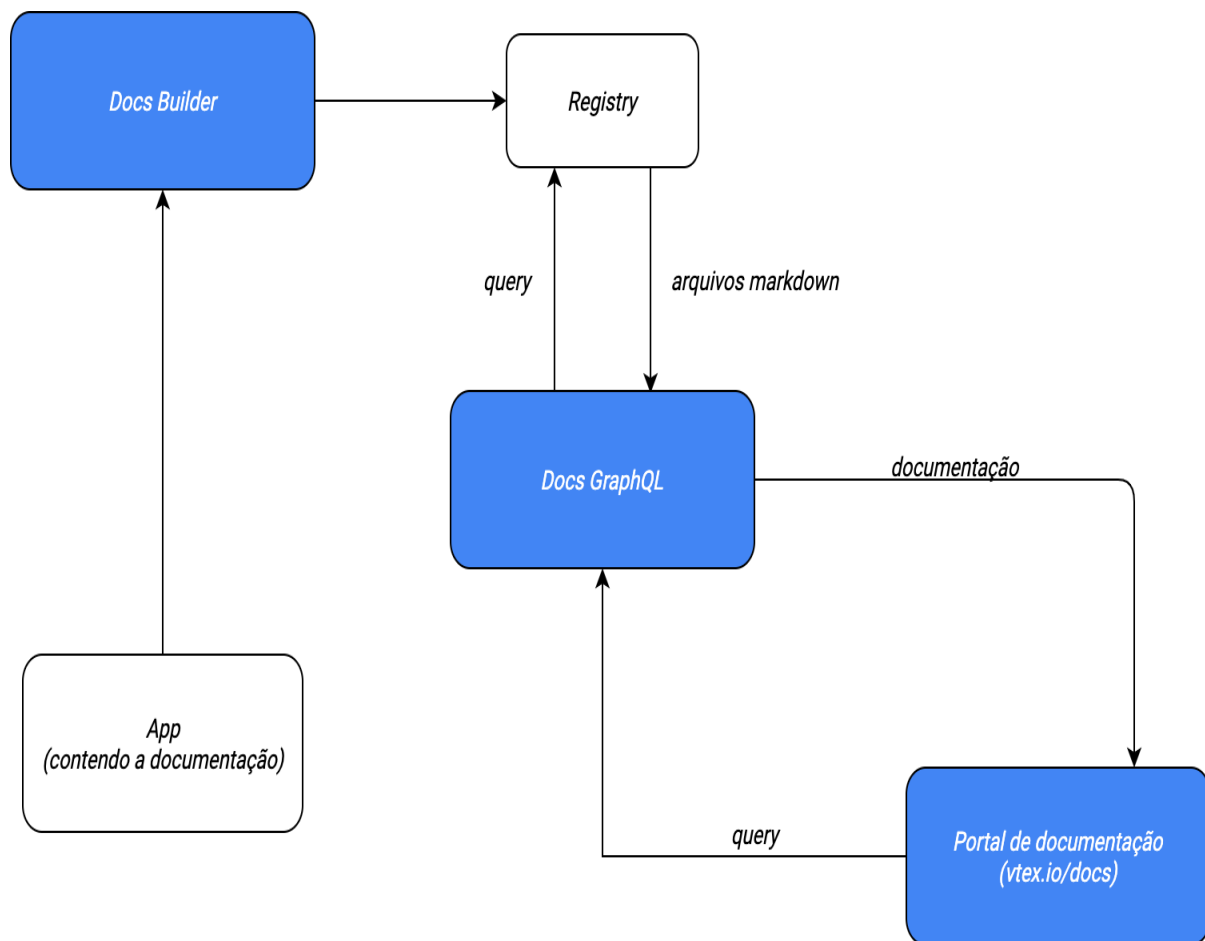 Docs Builder
Registry
query
arquivos markdown
Docs GraphQL
documentação
App
(contendo a documentação)
query
Portal de documentação
(vtex.io/docs)